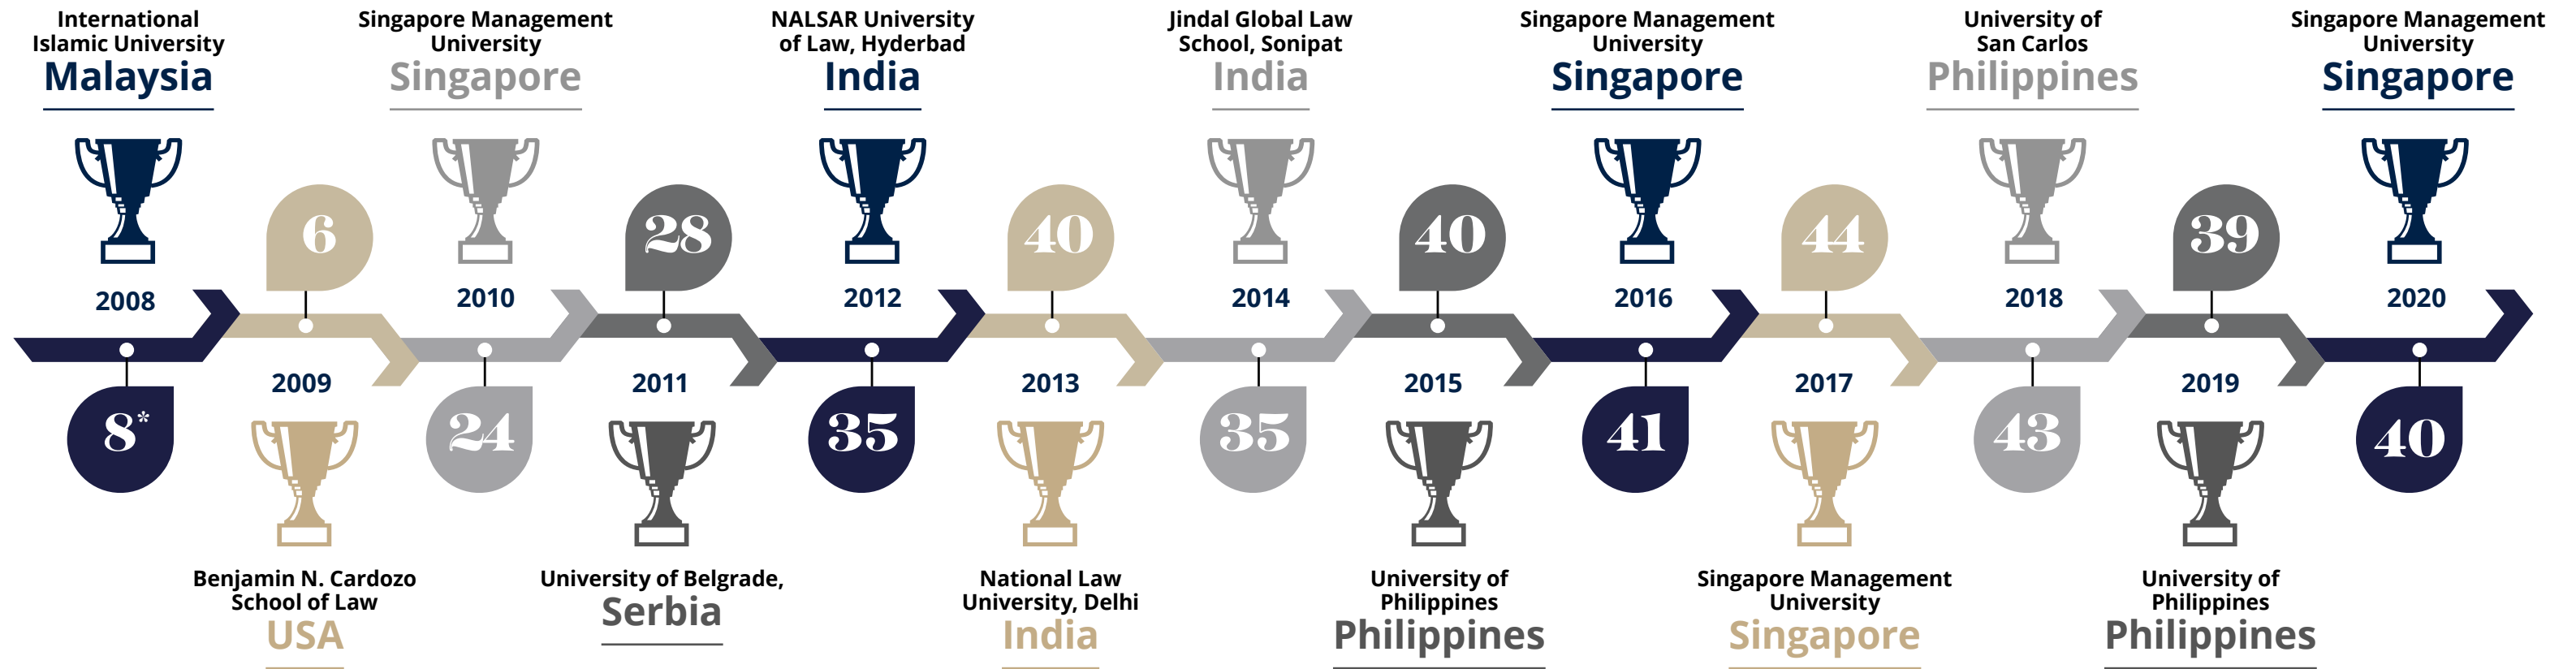 International
Islamic University
Malaysia
Singapore Management
University
Singapore
NALSAR University
of Law, Hyderbad
India
Jindal Global Law
School, Sonipat
India
Singapore Management
University
Singapore
University of
San Carlos
Philippines
Singapore Management
University
Singapore
6
28
40
40
44
39
2008
2010
2012
2014
2016
2018
2020
2009
2011
2013
2015
2017
2019
8*
24
35
35
41
43
40
Benjamin N. Cardozo
School of Law
USA
University of Belgrade,
Serbia
National Law
University, Delhi
India
University of
Philippines
Philippines
Singapore Management
University
Singapore
University of
Philippines
Philippines